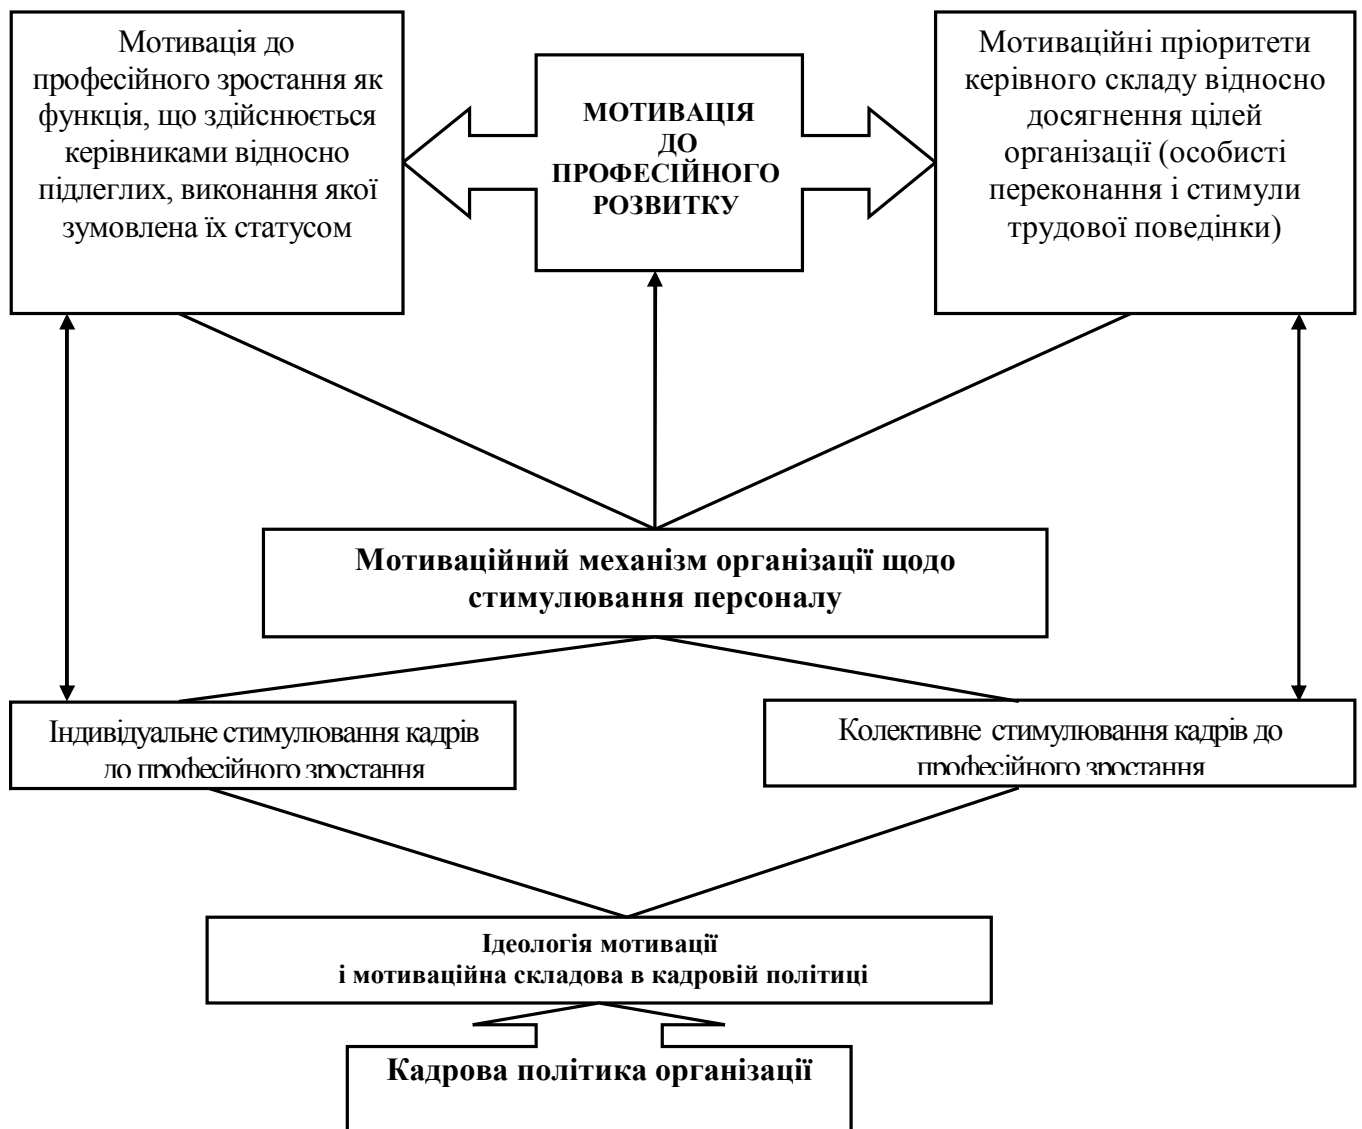 Мотивація до
професійного зростання як
функція, що здійснюється
керівниками відносно
підлеглих, виконання якої
зумовлена їх статусом
МОТИВАЦІЯ
ДО
ПРОФЕСІЙНОГО
РОЗВИТКУ
Мотиваційні пріоритети
керівного складу відносно
досягнення цілей
організації (особисті
переконання і стимули
трудової поведінки)
Мотиваційний механізм організації щодо
стимулювання персоналу
Індивідуальне стимулювання кадрів
до професійного зростання
Колективне стимулювання кадрів до
професійного зростання
Ідеологія мотивації
і мотиваційна складова в кадровій політиці
Кадрова політика організації